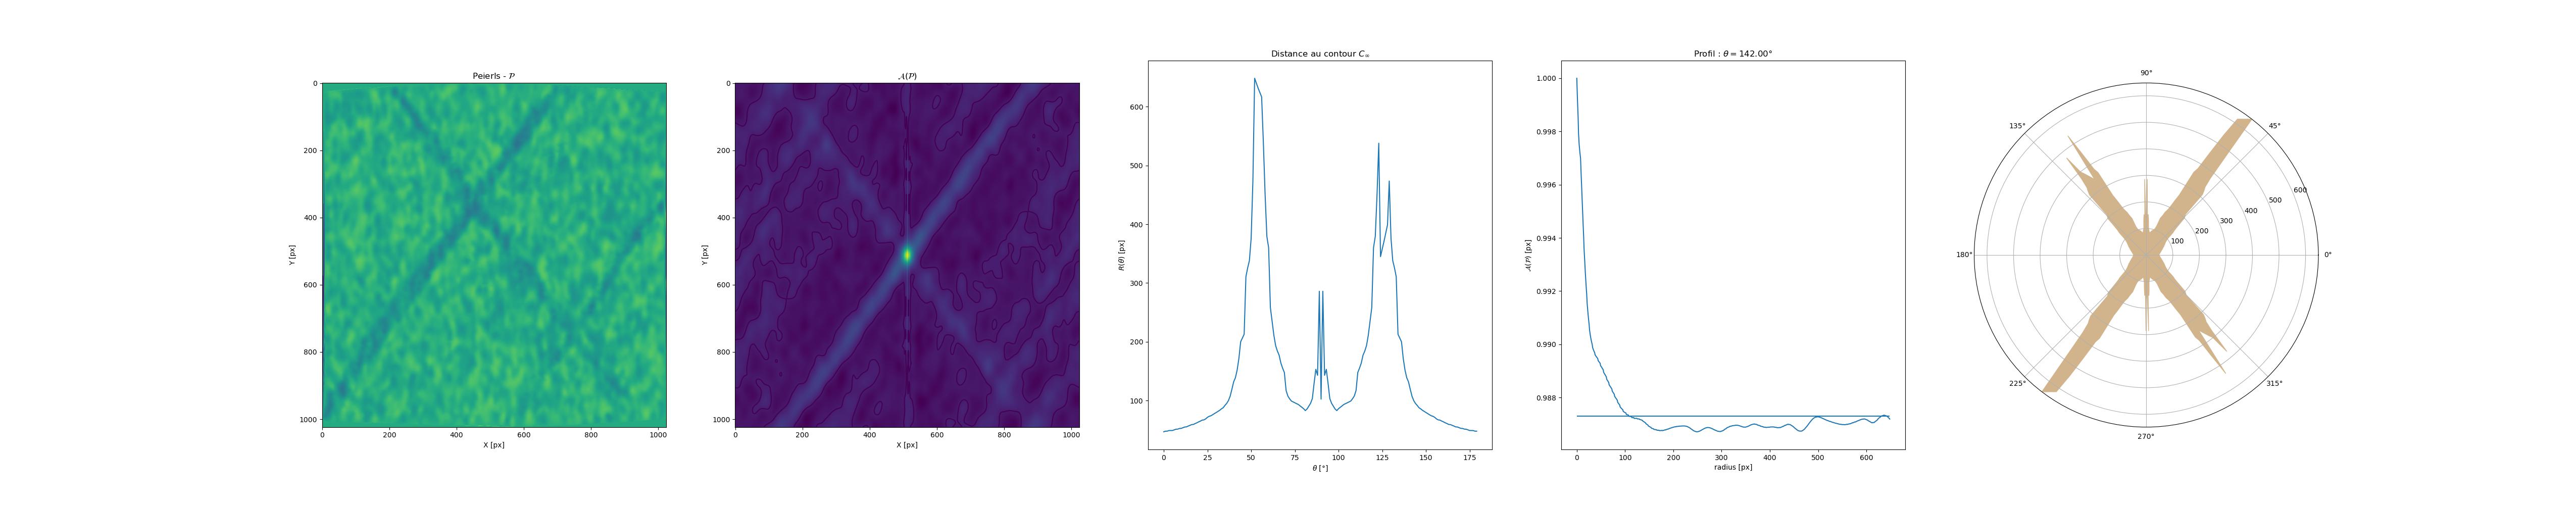 Peierls - 𝒫
0
200
400
600
800
1000
Y [px]
0 200 400 600 800 1000
X [px]
𝒜(𝒫)
0
200
400
600
800
1000
Y [px]
0 200 400 600 800 1000
X [px]
Distance au contour C∞
600
500
400
300
200
100
R(θ) [px]
0 25 50 75 100 125 150 175
θ [°]
Profil : θ = 142.00°
1.000
0.998
0.996
0.994
0.992
0.990
0.988
𝒜(𝒫) [px]
0 100 200 300 400 500 600
radius [px]
90°
135° 45°
180° 0°
225° 315°
270°
100
200
300
400
500
600